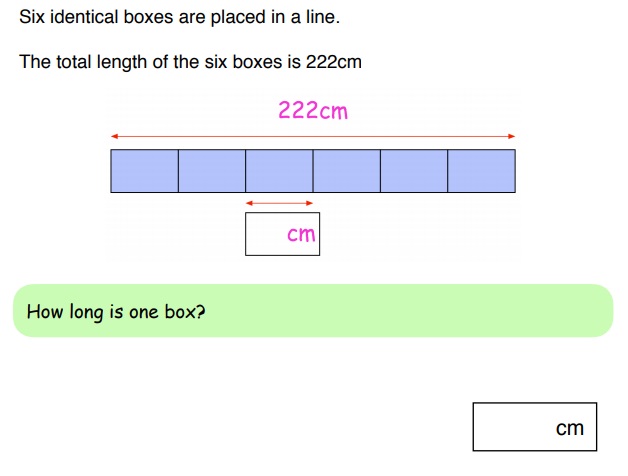 Six identical boxes are placed in a line.
The total length of the six boxes is 222cm
222cm
cm
How long is one box?
cm